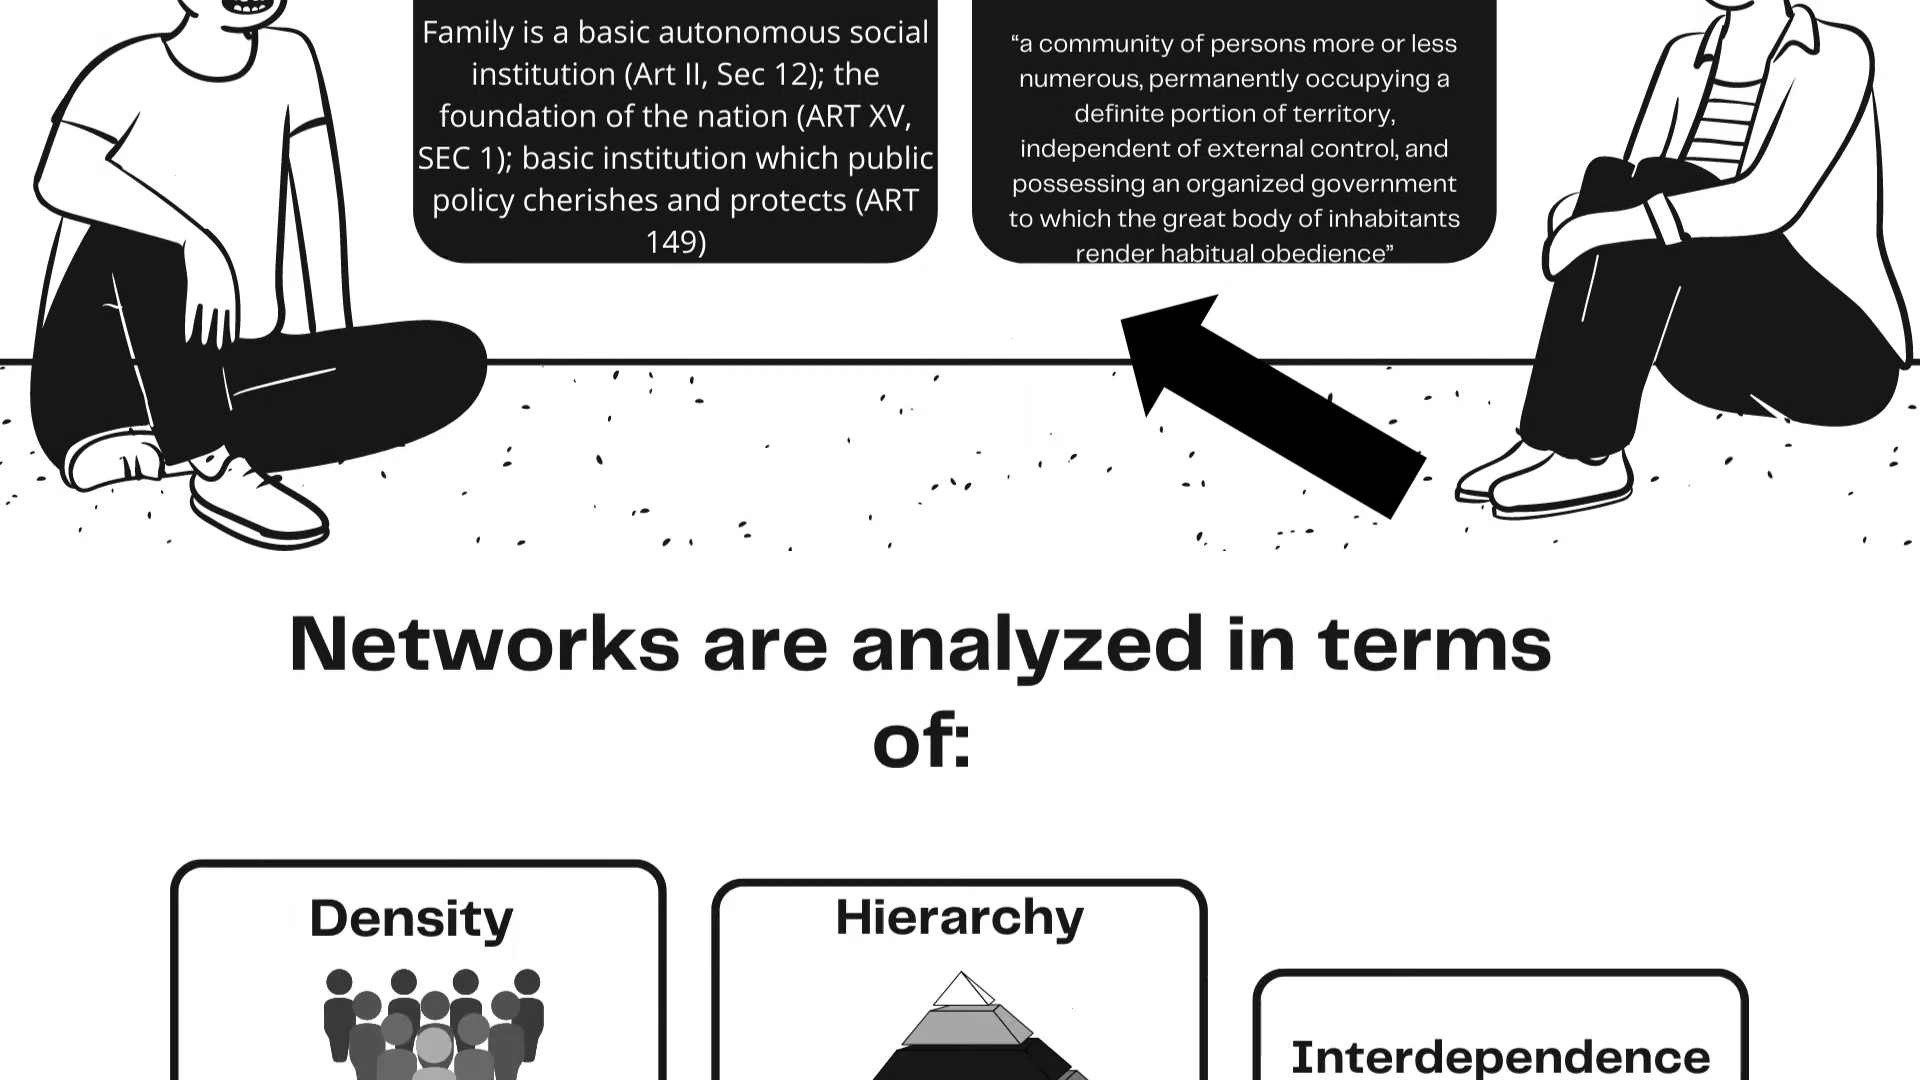 Family is a basic autonomous social
institution (Art II, Sec 12); the
foundation of the nation (ART XV,
SEC 1); basic institution which public
policy cherishes and protects (ART
149)
“a community of persons more or less
numerous, permanently occupying a
definite portion of territory,
independent of external control, and
possessing an organized government
to which the great body of inhabitants
render habitual obedience”
Networks are analyzed in terms
of:
Density
Hierarchy
Interdependence